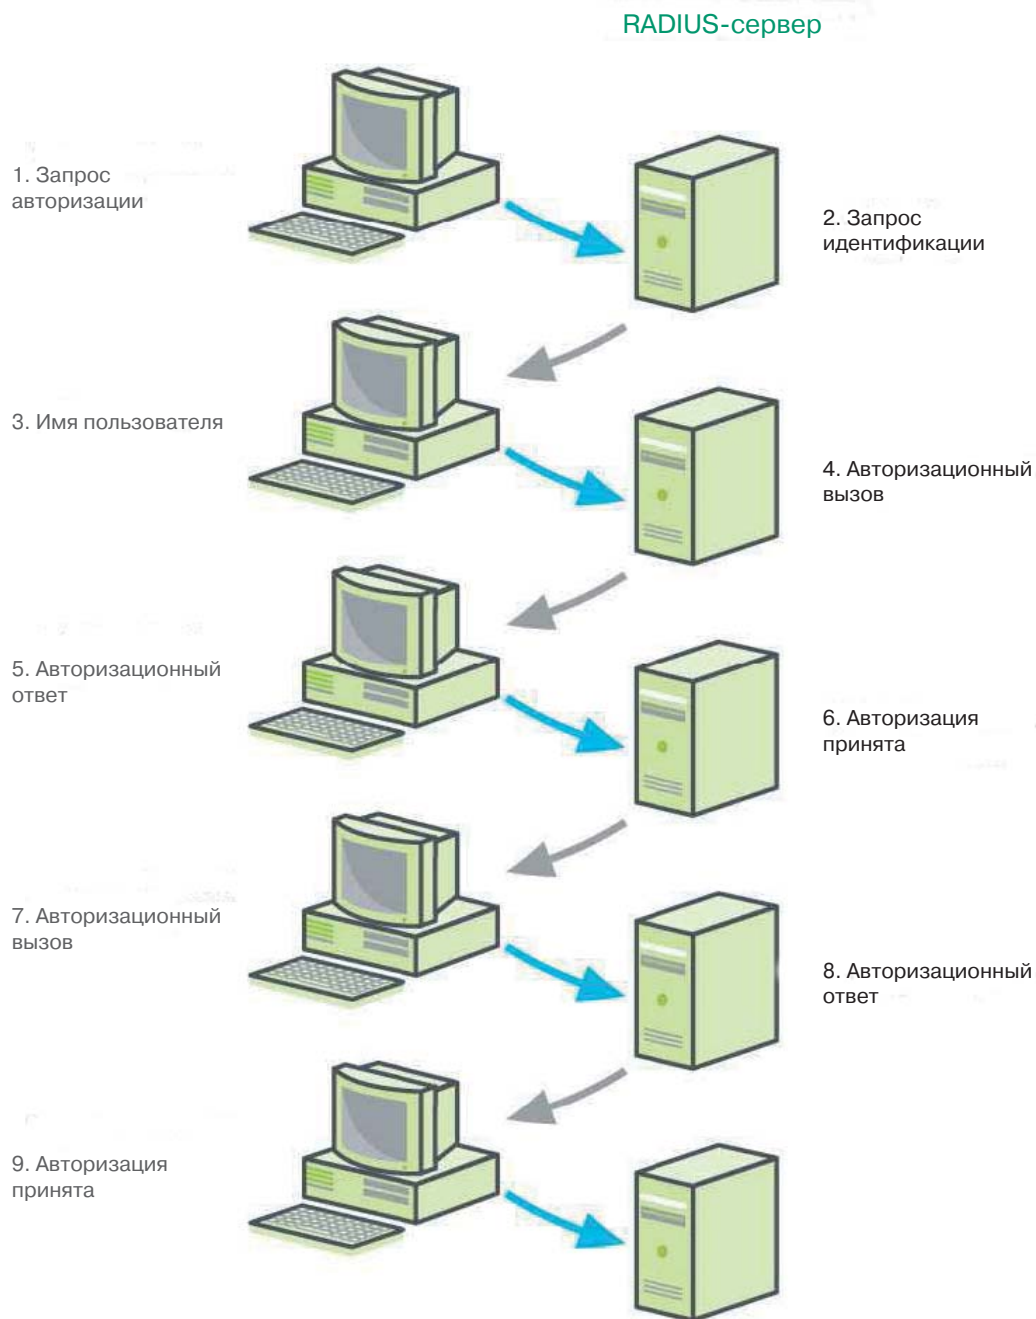 RADIUS-сервер
1. Запрос
авторизации
2. Запрос
идентификации
3. Имя пользователя
4. Авторизационный
вызов
5. Авторизационный
ответ
6. Авторизация
принята
7. Авторизационный
вызов
8. Авторизационный
ответ
9. Авторизация
принята